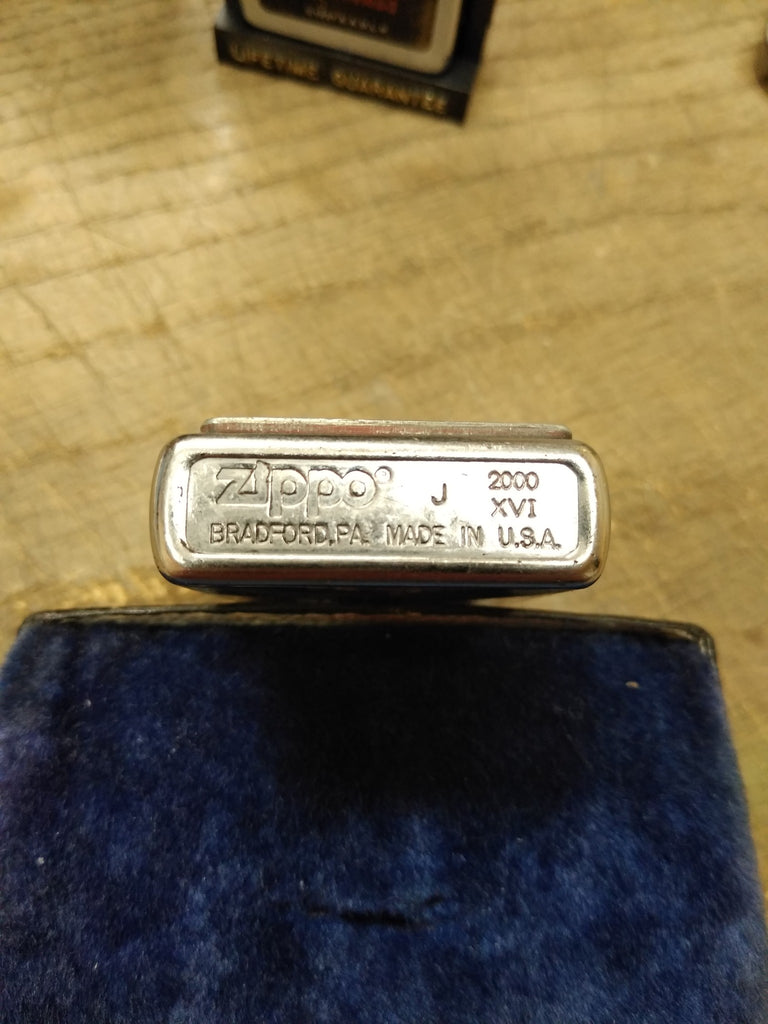 LIFETIME GUARANTEE
Zippo® J 2000
XVI
BRADFORD,PA. MADE IN U.S.A.